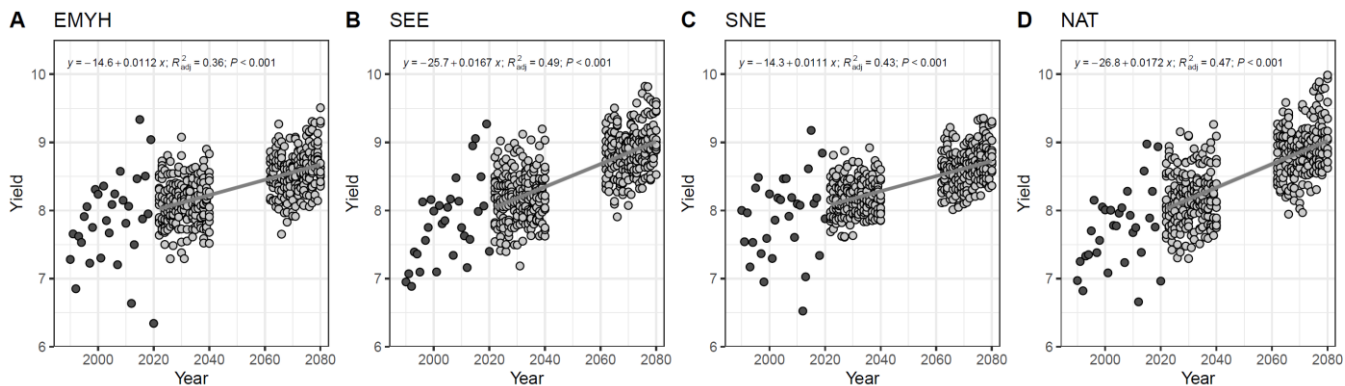 A EMYH
y = −14.6 + 0.0112 x; R²adj = 0.36; P < 0.001
Yield
10
9
8
7
6
2000 2020 2040 2060 2080
Year
B SEE
y = −25.7 + 0.0167 x; R²adj = 0.49; P < 0.001
Yield
10
9
8
7
6
2000 2020 2040 2060 2080
Year
C SNE
y = −14.3 + 0.0111 x; R²adj = 0.43; P < 0.001
Yield
10
9
8
7
6
2000 2020 2040 2060 2080
Year
D NAT
y = −26.8 + 0.0172 x; R²adj = 0.47; P < 0.001
Yield
10
9
8
7
6
2000 2020 2040 2060 2080
Year